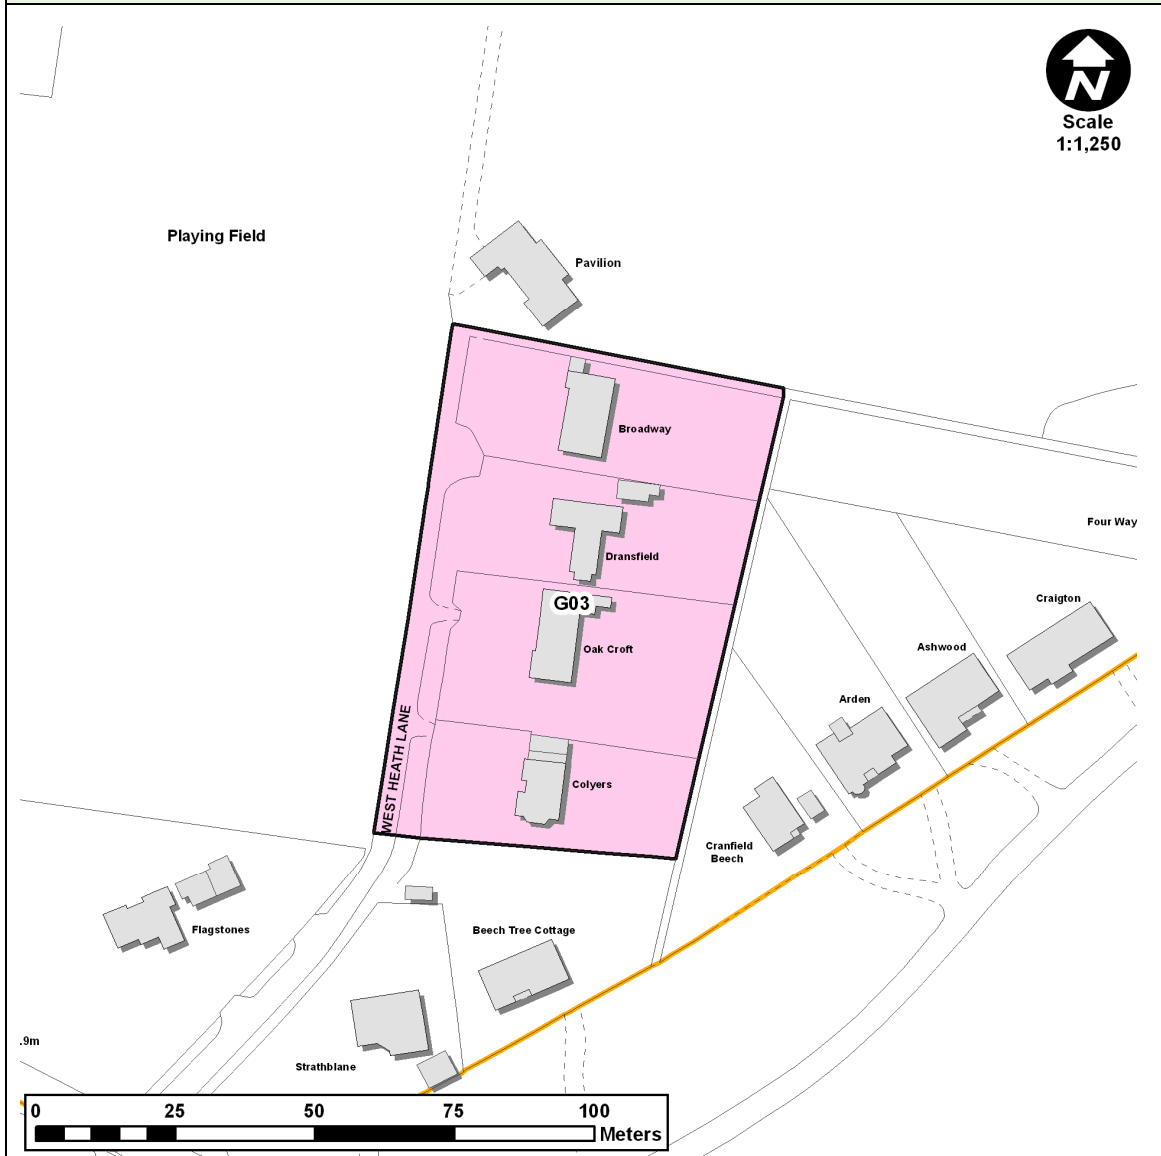 N
Scale
1:1,250
Playing Field
Pavilion
Broadway
Four Way
Dransfield
Craigton
G03
Oak Croft
Ashwood
Arden
WEST HEATH LANE
Colyers
Cranfield
Beech
Flagstones
Beech Tree Cottage
.9m
Strathblane
0 25 50 75 100
Meters